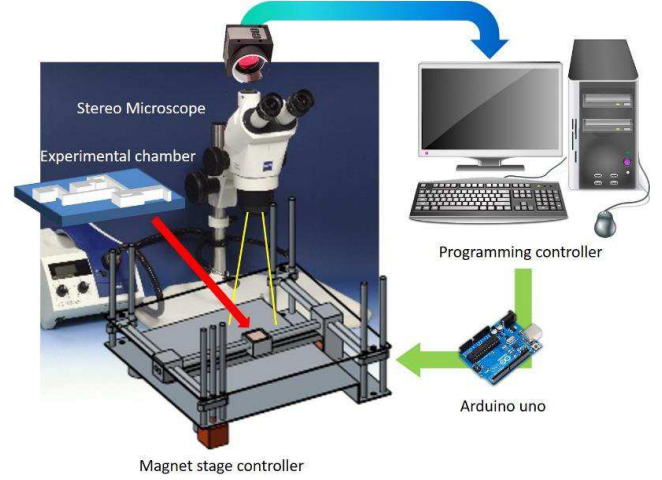 Stereo Microscope
Experimental chamber
Programming controller
Arduino uno
Magnet stage controller